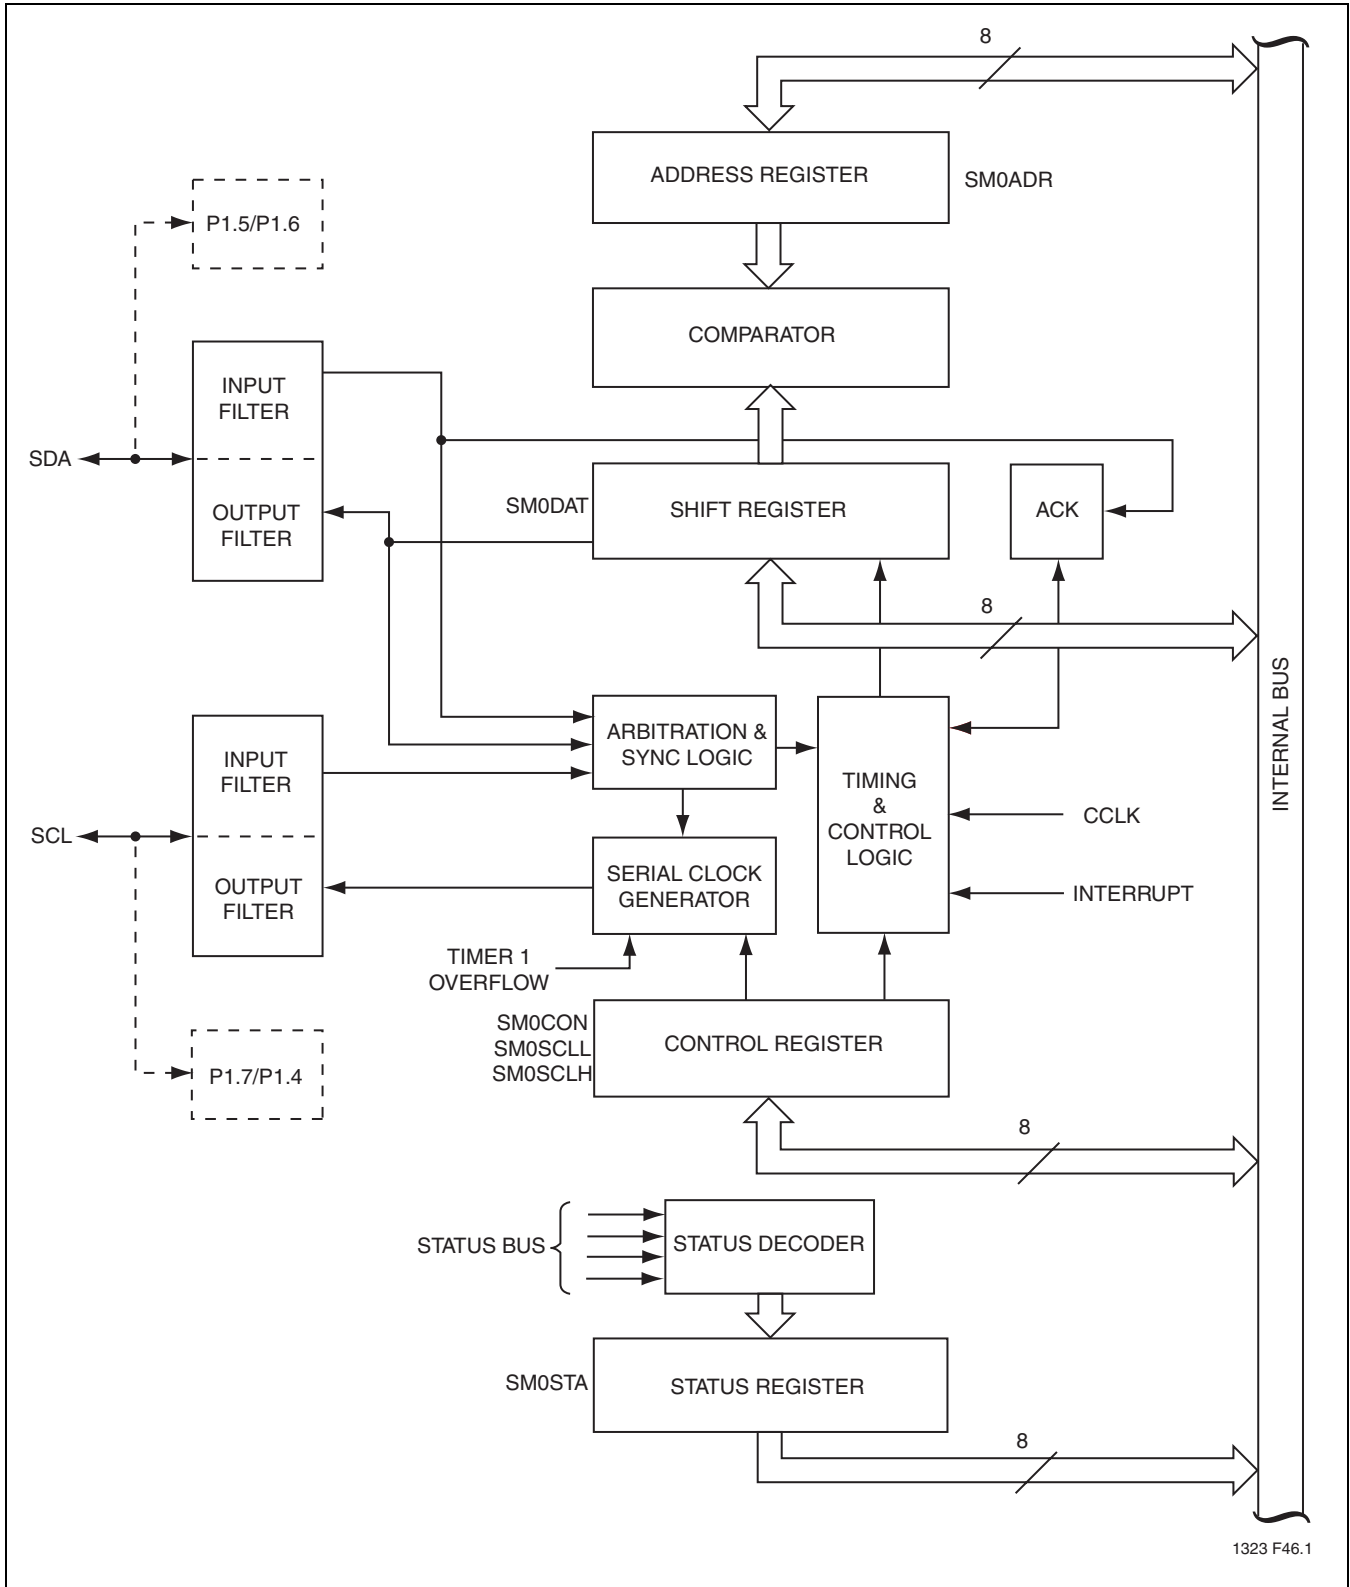 8
ADDRESS REGISTER
SM0ADR
P1.5/P1.6
COMPARATOR
INPUT
FILTER
SDA
OUTPUT
FILTER
SM0DAT
SHIFT REGISTER
ACK
8
INTERNAL BUS
ARBITRATION &
SYNC LOGIC
INPUT
FILTER
TIMING
&
CONTROL
LOGIC
CCLK
SCL
OUTPUT
FILTER
SERIAL CLOCK
GENERATOR
INTERRUPT
TIMER 1
OVERFLOW
SM0CON
SM0SCLL
SM0SCLH
CONTROL REGISTER
P1.7/P1.4
8
STATUS BUS
STATUS DECODER
SM0STA
STATUS REGISTER
8
1323 F46.1